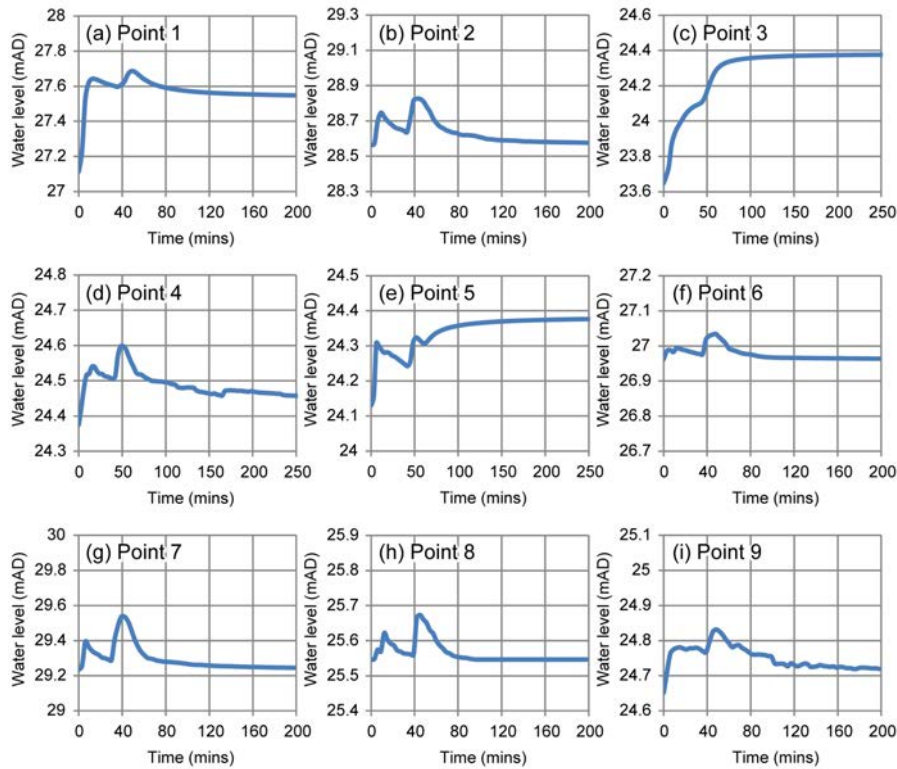 (a) Point 1
Water level (mAD)
28
27.8
27.6
27.4
27.2
27
0 40 80 120 160 200
Time (mins)
(b) Point 2
Water level (mAD)
29.3
29.1
28.9
28.7
28.5
28.3
0 40 80 120 160 200
Time (mins)
(c) Point 3
Water level (mAD)
24.6
24.4
24.2
24
23.8
23.6
0 50 100 150 200 250
Time (mins)
(d) Point 4
Water level (mAD)
24.8
24.7
24.6
24.5
24.4
24.3
0 50 100 150 200 250
Time (mins)
(e) Point 5
Water level (mAD)
24.5
24.4
24.3
24.2
24.1
24
0 50 100 150 200 250
Time (mins)
(f) Point 6
Water level (mAD)
27.2
27.1
27
26.9
26.8
26.7
0 40 80 120 160 200
Time (mins)
(g) Point 7
Water level (mAD)
30
29.8
29.6
29.4
29.2
29
0 40 80 120 160 200
Time (mins)
(h) Point 8
Water level (mAD)
25.9
25.8
25.7
25.6
25.5
25.4
0 40 80 120 160 200
Time (mins)
(i) Point 9
Water level (mAD)
25.1
25
24.9
24.8
24.7
24.6
0 40 80 120 160 200
Time (mins)